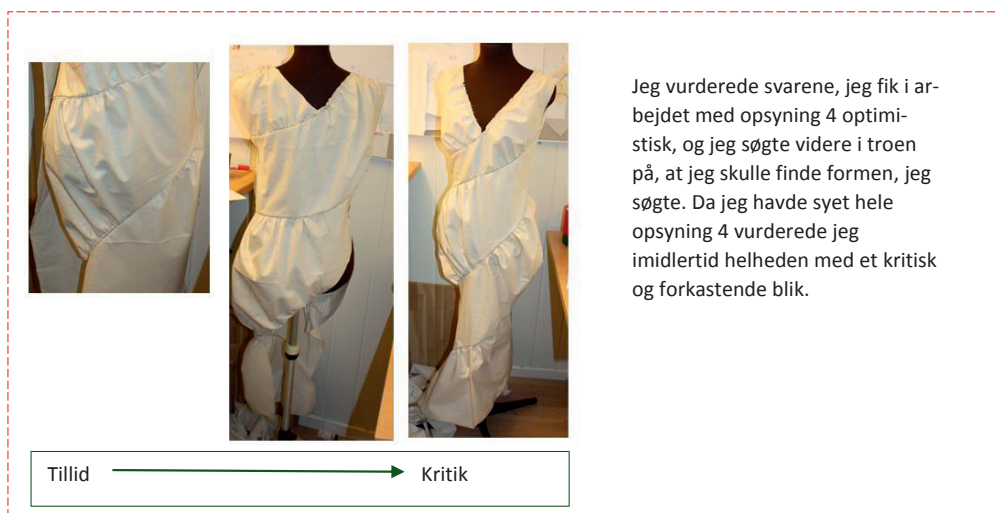 Jeg vurderede svarene, jeg fik i ar-
bejdet med opsyning 4 optimi-
stisk, og jeg søgte videre i troen
på, at jeg skulle finde formen, jeg
søgte. Da jeg havde syet hele
opsyning 4 vurderede jeg
imidlertid helheden med et kritisk
og forkastende blik.
Tillid
Kritik